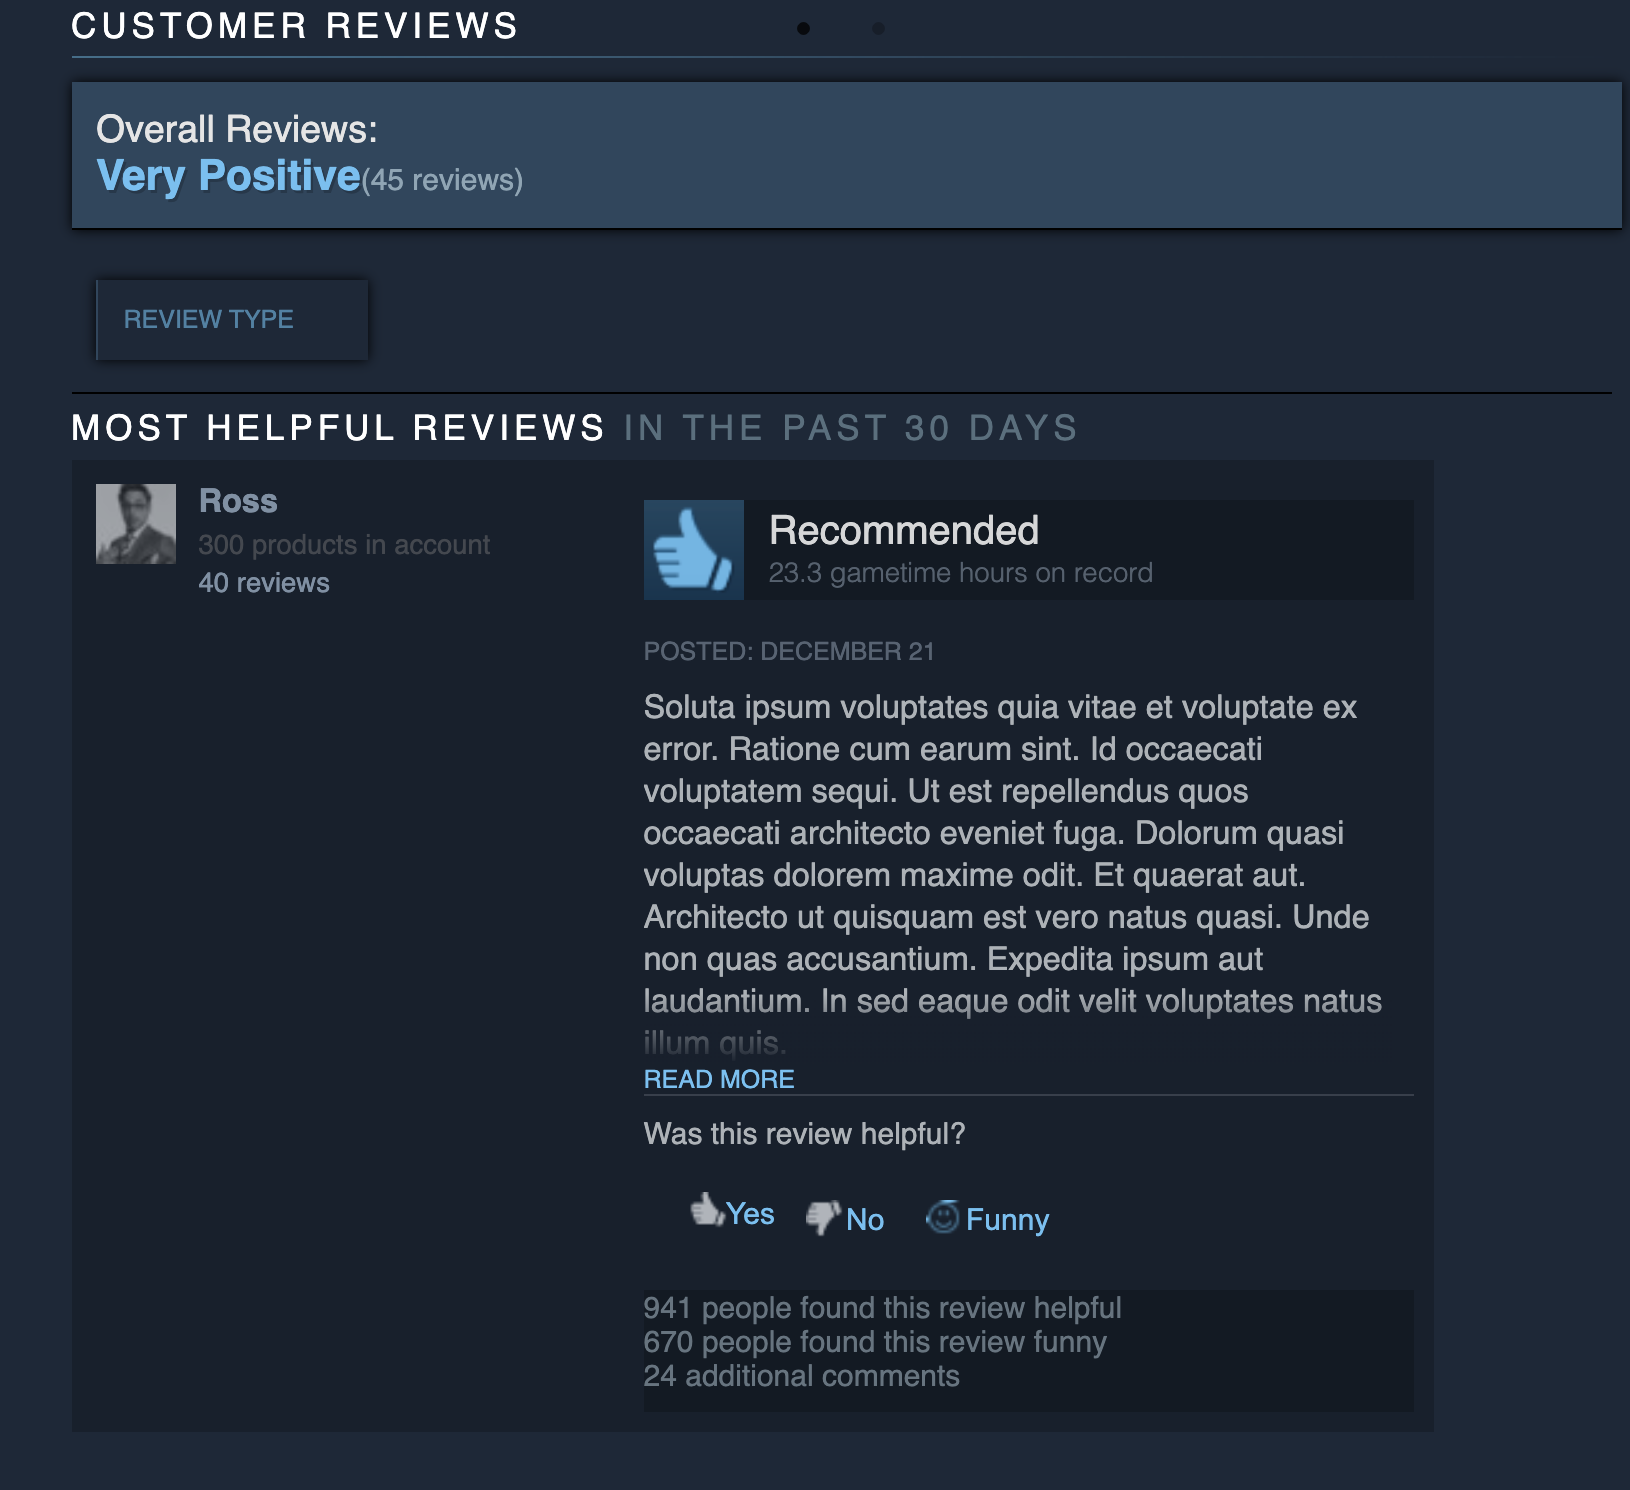 CUSTOMER REVIEWS
Overall Reviews:
Very Positive(45 reviews)
REVIEW TYPE
MOST HELPFUL REVIEWS IN THE PAST 30 DAYS
Ross
300 products in account
40 reviews
Recommended
23.3 gametime hours on record
POSTED: DECEMBER 21
Soluta ipsum voluptates quia vitae et voluptate ex
error. Ratione cum earum sint. Id occaecati
voluptatem sequi. Ut est repellendus quos
occaecati architecto eveniet fuga. Dolorum quasi
voluptas dolorem maxime odit. Et quaerat aut.
Architecto ut quisquam est vero natus quasi. Unde
non quas accusantium. Expedita ipsum aut
laudantium. In sed eaque odit velit voluptates natus
illum quis.
READ MORE
Was this review helpful?
Yes No Funny
941 people found this review helpful
670 people found this review funny
24 additional comments